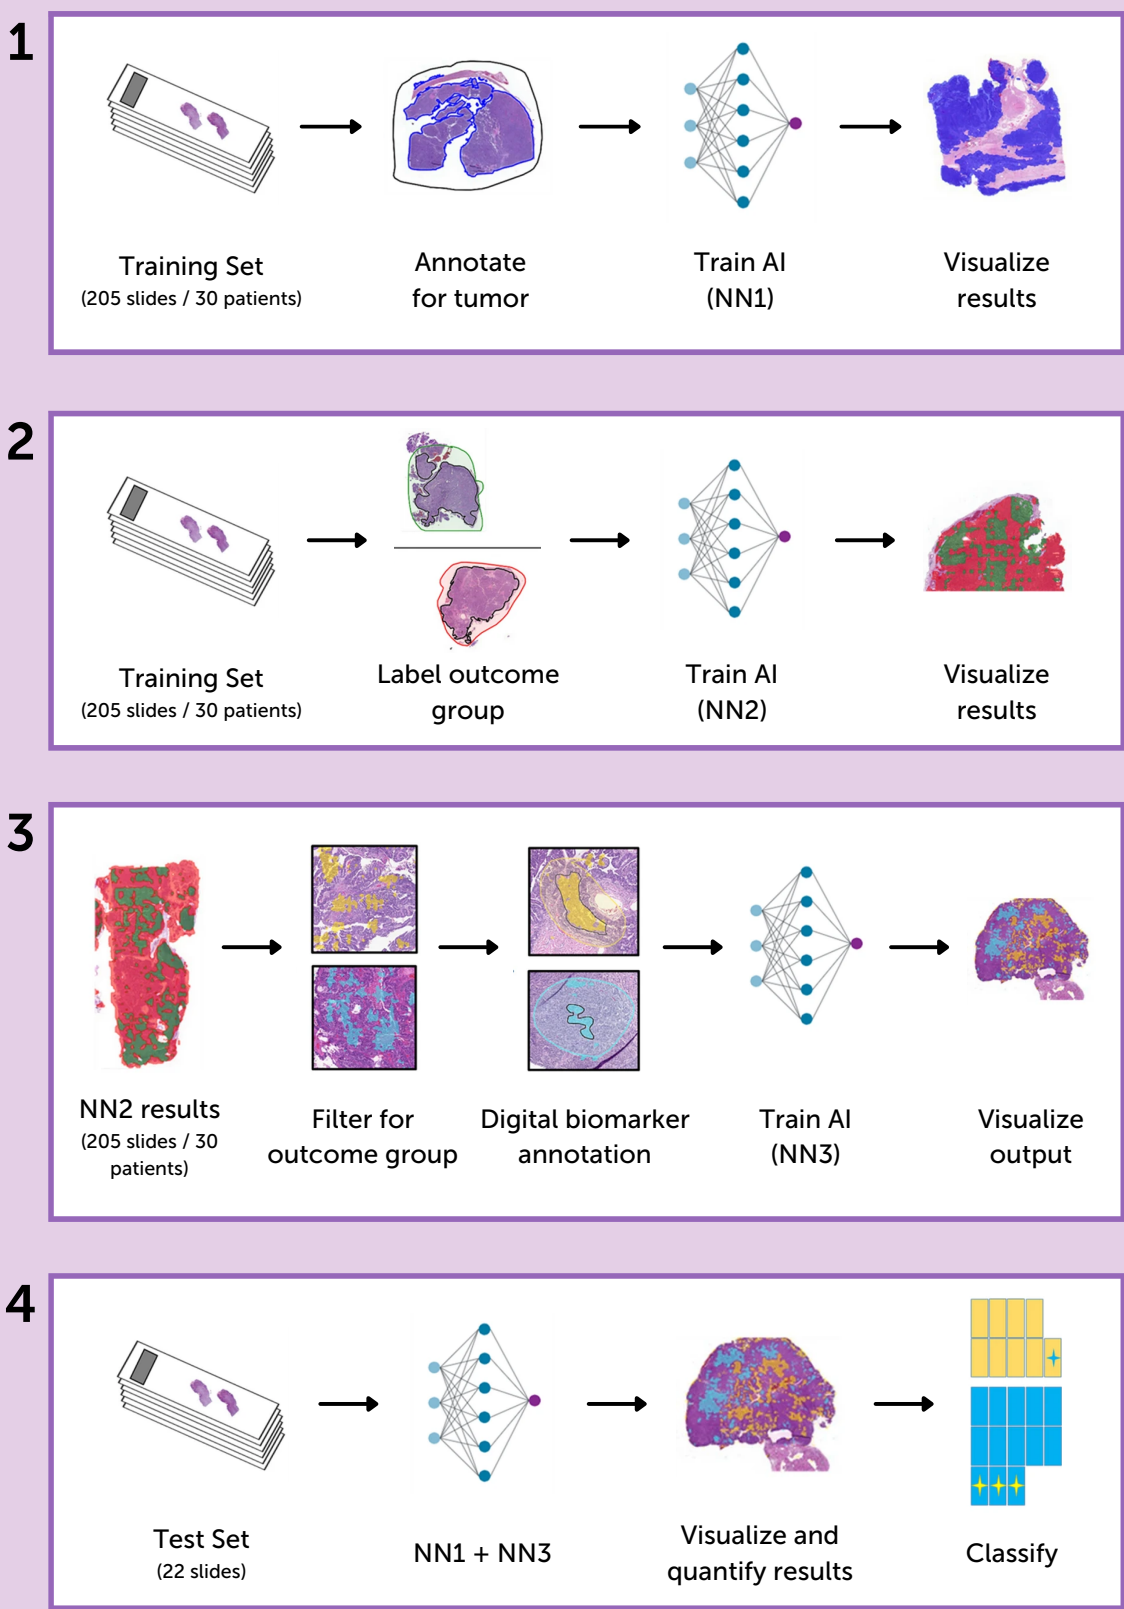 1
Training Set
(205 slides / 30 patients)
Annotate
for tumor
Train AI
(NN1)
Visualize
results
2
Training Set
(205 slides / 30 patients)
Label outcome
group
Train AI
(NN2)
Visualize
results
3
NN2 results
(205 slides / 30
patients)
Filter for
outcome group
Digital biomarker
annotation
Train AI
(NN3)
Visualize
output
4
Test Set
(22 slides)
NN1 + NN3
Visualize and
quantify results
Classify